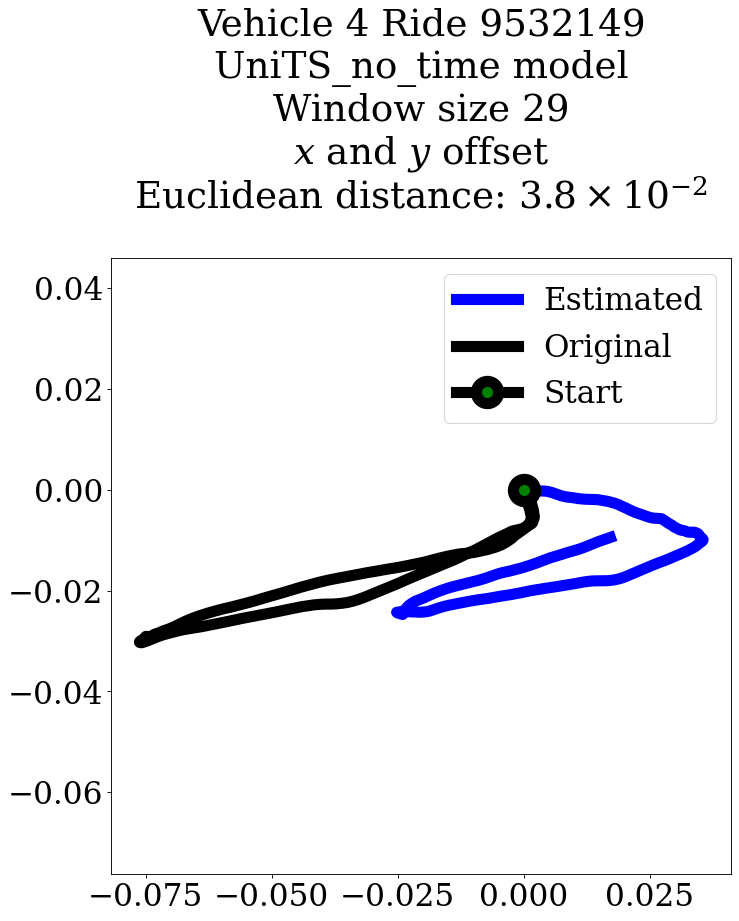 Vehicle 4 Ride 9532149
UniTS_no_time model
Window size 29
x and y offset
Euclidean distance: 3.8 × 10⁻²
Estimated
Original
Start
0.04
0.02
0.00
−0.02
−0.04
−0.06
−0.075 −0.050 −0.025 0.000 0.025